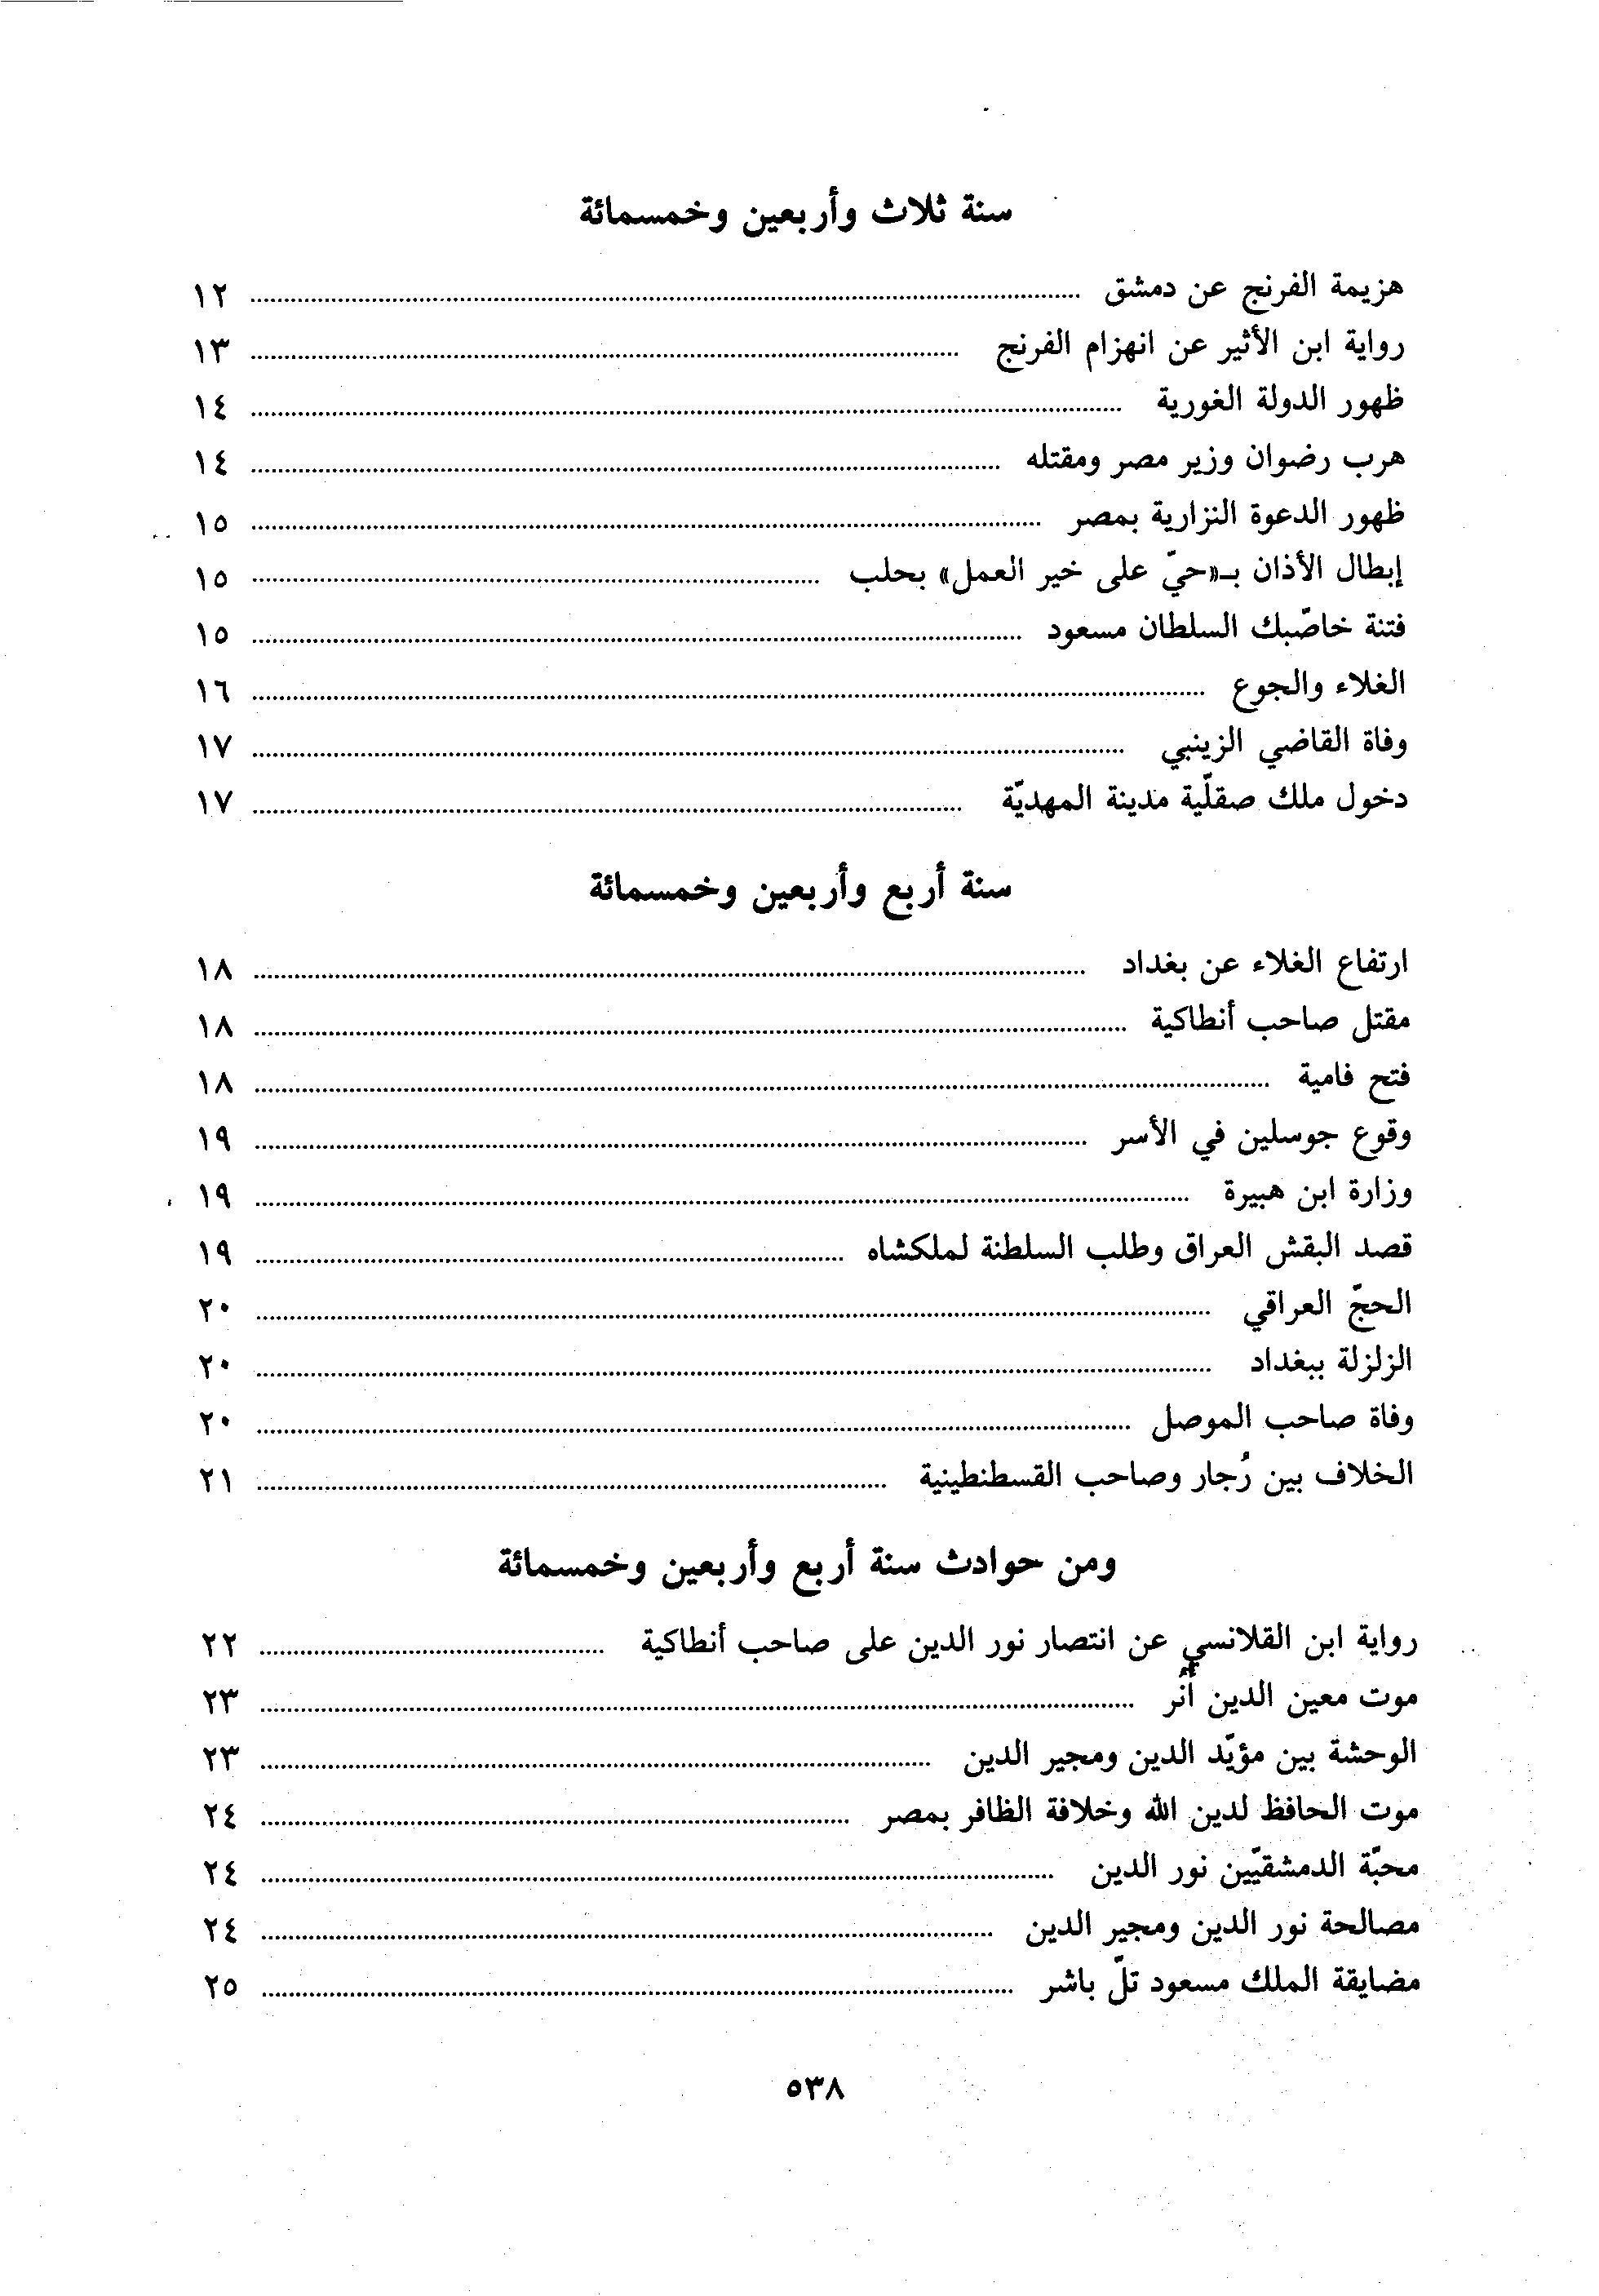 سنة ثلاث وأربعين وخمسمائة
هزيمة الفرنج عن دمشق ........ ١٢
رواية ابن الأثير عن انهزام الفرنج ........ ١٣
ظهور الدولة الغورية ........ ١٤
هرب رضوان وزير مصر ومقتله ........ ١٤
ظهور الدعوة النزارية بمصر ........ ١٥
إبطال الأذان بـ«حيّ على خير العمل» بحلب ........ ١٥
فتنة خاصّبك السلطان مسعود ........ ١٥
الغلاء والجوع ........ ١٦
وفاة القاضي الزينبي ........ ١٧
دخول ملك صقلّية مدينة المهديّة ........ ١٧
سنة أربع وأربعين وخمسمائة
ارتفاع الغلاء عن بغداد ........ ١٨
مقتل صاحب أنطاكية ........ ١٨
فتح فامية ........ ١٨
وقوع جوسلين في الأسر ........ ١٩
وزارة ابن هبيرة ........ ١٩
قصد البقش العراق وطلب السلطنة لملكشاه ........ ١٩
الحجّ العراقي ........ ٢٠
الزلزلة ببغداد ........ ٢٠
وفاة صاحب الموصل ........ ٢٠
الخلاف بين رُجار وصاحب القسطنطينية ........ ٢١
ومن حوادث سنة أربع وأربعين وخمسمائة
رواية ابن القلانسي عن انتصار نور الدين على صاحب أنطاكية ........ ٢٢
موت معين الدين أُنُر ........ ٢٣
الوحشة بين مؤيّد الدين ومجير الدين ........ ٢٣
موت الحافظ لدين الله وخلافة الظافر بمصر ........ ٢٤
محبّة الدمشقيّين نور الدين ........ ٢٤
مصالحة نور الدين ومجير الدين ........ ٢٤
مضايقة الملك مسعود تلّ باشر ........ ٢٥
٥٣٨